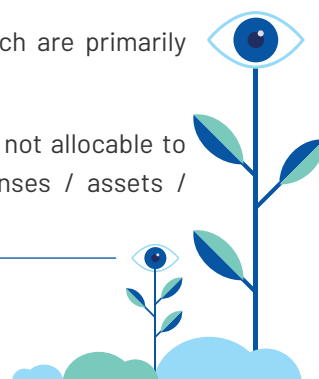 ch are primarily
not allocable to
nses / assets /